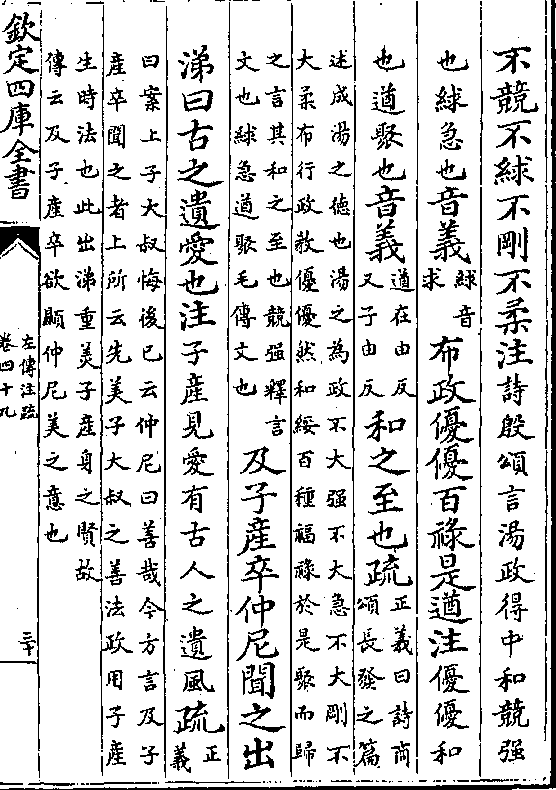 不競不絿不剛不柔注詩殷頌言湯政得中和競强
也絿急也音義絿音求布政優優百祿是遒注優優和
也遒聚也音義遒在由反又子由反和之至也疏正義曰詩商頌長發之篇
述成湯之徳也湯之為政不大强不大急不大剛不
大柔布行政教優優然和綏百種福祿於是聚而歸
之言其和之至也競强釋言文也絿急遒聚毛傳文也及子產卒仲尼聞之出
涕曰古之遺愛也注子產見愛有古人之遺風疏正義
曰案上子大叔悔後已云仲尼曰善哉今方言及子
產卒聞之者上所云先美子大叔之善法政用子產
生時法也此出涕重美子產身之賢故
傳云及子產卒欲顯仲尼美之意也
欽定四庫全書
左傳注疏
卷四十九
三十